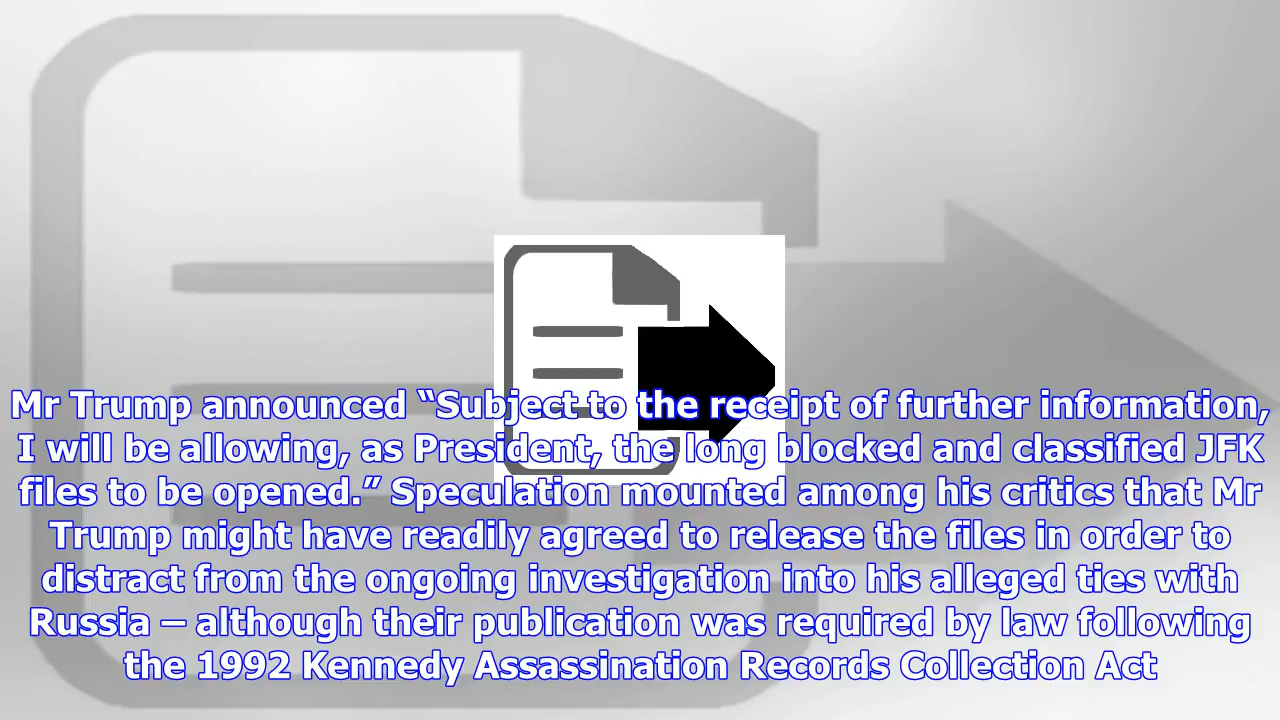 Mr Trump announced “Subject to the receipt of further information,
I will be allowing, as President, the long blocked and classified JFK
files to be opened.” Speculation mounted among his critics that Mr
Trump might have readily agreed to release the files in order to
distract from the ongoing investigation into his alleged ties with
Russia – although their publication was required by law following
the 1992 Kennedy Assassination Records Collection Act